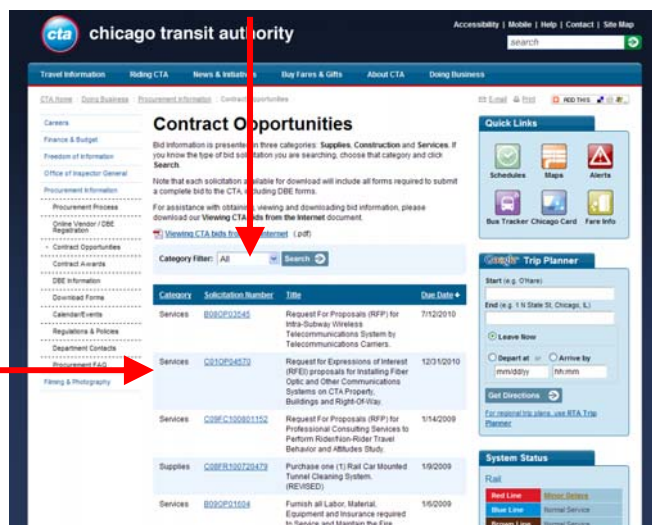 cta chicago transit authority
Accessibility | Mobile | Help | Contact | Site Map
search
Travel Information Riding CTA News & Initiatives Buy Fares & Gifts About CTA Doing Business
CTA Home Doing Business Procurement Information Contract Opportunities
Email Print ADD THIS
Careers
Finance & Budget
Freedom of Information
Office of Inspector General
Procurement Information
Procurement Process
Online Vendor / DBE
Registration
Contract Opportunities
Contract Awards
DBE Information
Download Forms
Calendar/Events
Regulations & Policies
Department Contacts
Procurement FAQ
Filming & Photography
Contract Opportunities
Bid Information is presented in three categories: Supplies, Construction and Services. If
you know the type of bid solicitation you are searching, choose that category and click
Search.
Note that each solicitation available for download will include all forms required to submit
a complete bid to the CTA, including DBE forms.
For assistance with obtaining, viewing and downloading bid information, please
download our Viewing CTA bids from the Internet document.
Viewing CTA bids from the Internet (.pdf)
Category Filter: All Search
Category Solicitation Number Title Due Date
Services B08OP03545 Request For Proposals (RFP) for 7/12/2010
Intra-Subway Wireless
Telecommunications System by
Telecommunications Carriers.
Services C01OP04570 Request for Expressions of Interest 12/31/2010
(RFEI) proposals for Installing Fiber
Optic and Other Communications
Systems on CTA Property,
Buildings and Right-Of-Way.
Services C09FC100801152 Request For Proposals (RFP) for 1/14/2009
Professional Consulting Services to
Perform Rider/Non-Rider Travel
Behavior and Attitudes Study.
Supplies C08FR100720479 Purchase one (1) Rail Car Mounted 1/9/2009
Tunnel Cleaning System.
(REVISED)
Services B09OP01604 Furnish all Labor, Material, 1/6/2009
Equipment and Insurance required
to Service and Maintain the Fire
Quick Links
Schedules Maps Alerts
Bus Tracker Chicago Card Fare Info
Google Trip Planner
Start (e.g. O'Hare)
End (e.g. 1 N State St, Chicago, IL)
Leave Now
Depart at or Arrive by
mm/dd/yy hh:mm
Get Directions
For regional trip plans, use RTA Trip
Planner
System Status
Rail
Red Line Minor Delays
Blue Line Normal Service
Brown Line Normal Service